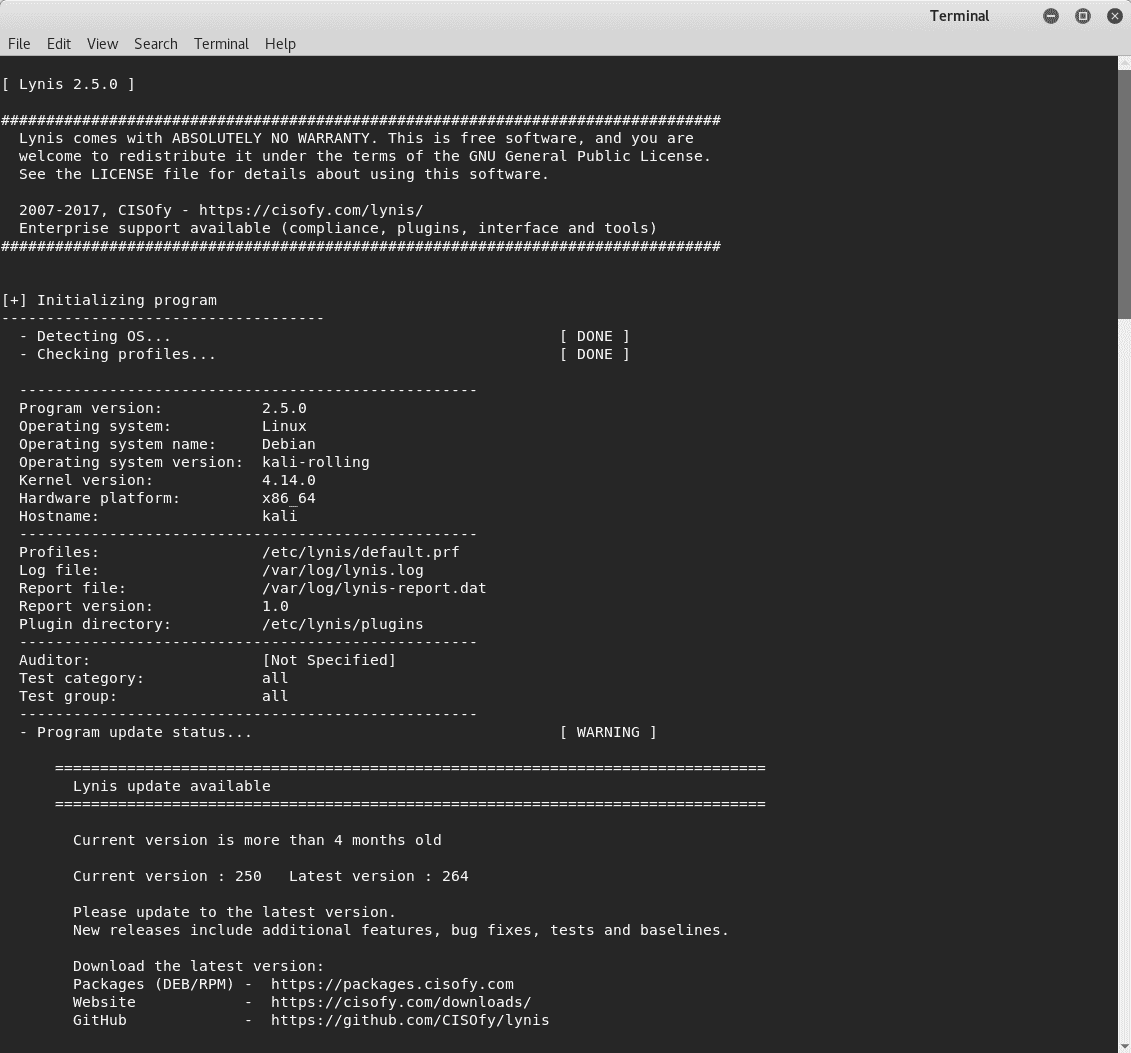 Terminal
File Edit View Search Terminal Help
[ Lynis 2.5.0 ]
################################################################################
Lynis comes with ABSOLUTELY NO WARRANTY. This is free software, and you are
welcome to redistribute it under the terms of the GNU General Public License.
See the LICENSE file for details about using this software.
2007-2017, CISOfy - https://cisofy.com/lynis/
Enterprise support available (compliance, plugins, interface and tools)
################################################################################
[+] Initializing program
------------------------------------
- Detecting OS... [ DONE ]
- Checking profiles... [ DONE ]
---------------------------------------------------
Program version: 2.5.0
Operating system: Linux
Operating system name: Debian
Operating system version: kali-rolling
Kernel version: 4.14.0
Hardware platform: x86_64
Hostname: kali
---------------------------------------------------
Profiles: /etc/lynis/default.prf
Log file: /var/log/lynis.log
Report file: /var/log/lynis-report.dat
Report version: 1.0
Plugin directory: /etc/lynis/plugins
---------------------------------------------------
Auditor: [Not Specified]
Test category: all
Test group: all
---------------------------------------------------
- Program update status... [ WARNING ]
===============================================================================
Lynis update available
===============================================================================
Current version is more than 4 months old
Current version : 250 Latest version : 264
Please update to the latest version.
New releases include additional features, bug fixes, tests and baselines.
Download the latest version:
Packages (DEB/RPM) - https://packages.cisofy.com
Website - https://cisofy.com/downloads/
GitHub - https://github.com/CISOfy/lynis